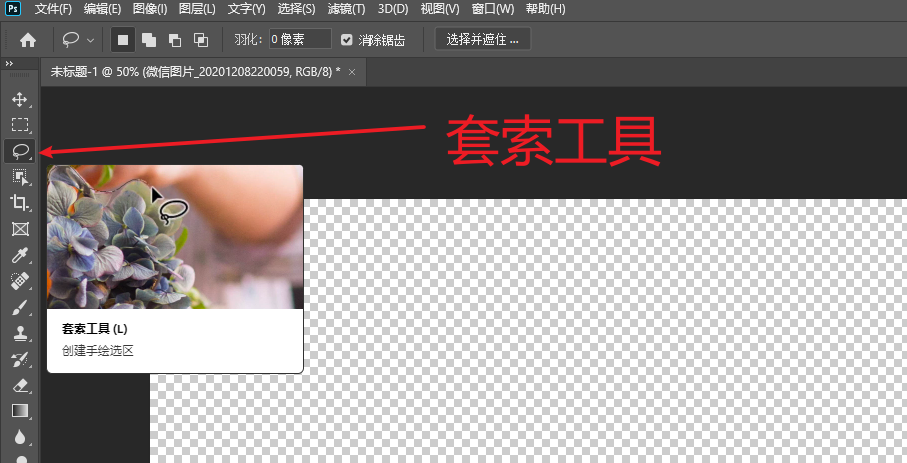 Ps 文件(F) 编辑(E) 图像(I) 图层(L) 文字(Y) 选择(S) 滤镜(T) 3D(D) 视图(V) 窗口(W) 帮助(H)
羽化: 0 像素 消除锯齿 选择并遮住 ...
未标题-1 @ 50% (微信图片_20201208220059, RGB/8) * ×
套索工具
套索工具 (L)
创建手绘选区